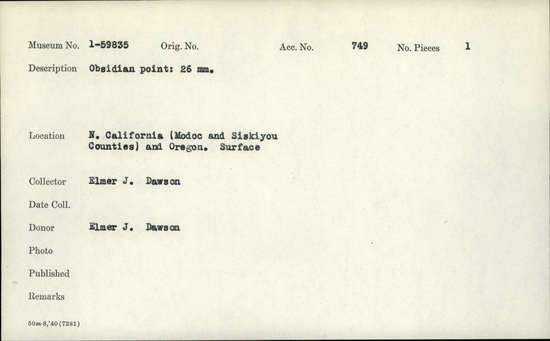 Museum No. 1-59835 Orig. No. Acc. No. 749 No. Pieces 1
Description Obsidian point: 26 mm.
Location N. California (Modoc and Siskiyou
Counties) and Oregon. Surface
Collector Elmer J. Dawson
Date Coll.
Donor Elmer J. Dawson
Photo
Published
Remarks
50m-8,'40(7281)